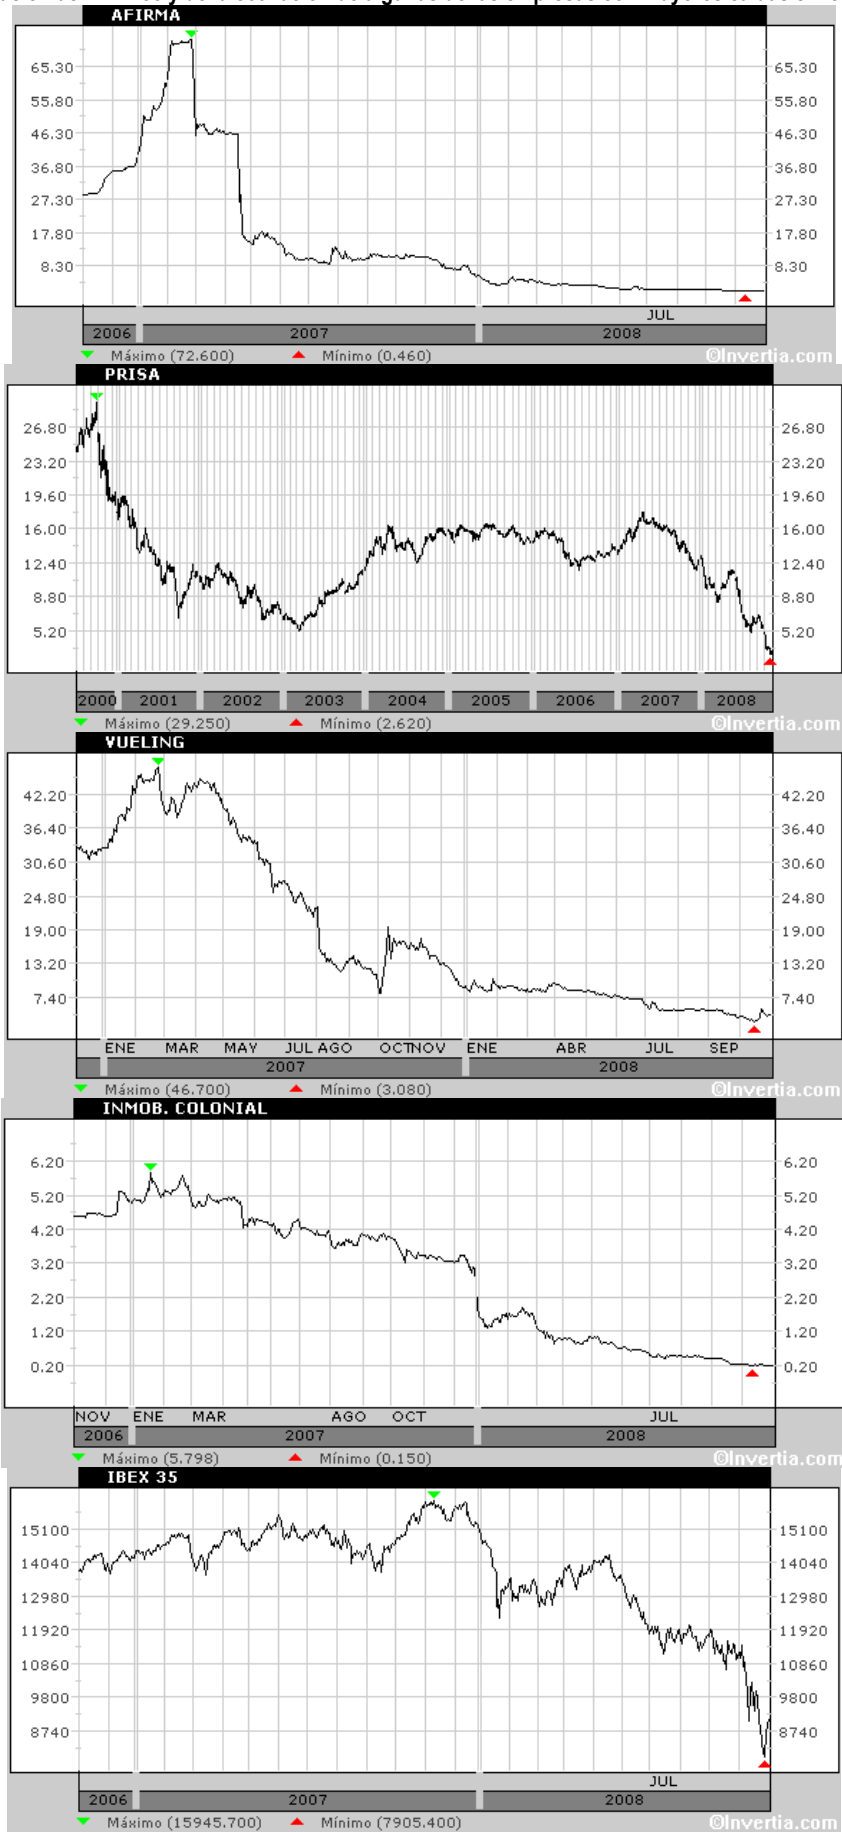 AFIRMA
65.30 65.30
55.80 55.80
46.30 46.30
36.80 36.80
27.30 27.30
17.80 17.80
8.30 8.30
JUL
2006 2007 2008
Máximo (72.600) Mínimo (0.460) ©Invertia.com
PRISA
26.80 26.80
23.20 23.20
19.60 19.60
16.00 16.00
12.40 12.40
8.80 8.80
5.20 5.20
2000 2001 2002 2003 2004 2005 2006 2007 2008
Máximo (29.250) Mínimo (2.620) ©Invertia.com
VUELING
42.20 42.20
36.40 36.40
30.60 30.60
24.80 24.80
19.00 19.00
13.20 13.20
7.40 7.40
ENE MAR MAY JUL AGO OCT NOV ENE ABR JUL SEP
2007 2008
Máximo (46.700) Mínimo (3.080) ©Invertia.com
INMOB. COLONIAL
6.20 6.20
5.20 5.20
4.20 4.20
3.20 3.20
2.20 2.20
1.20 1.20
0.20 0.20
NOV ENE MAR AGO OCT JUL
2006 2007 2008
Máximo (5.798) Mínimo (0.150) ©Invertia.com
IBEX 35
15100 15100
14040 14040
12980 12980
11920 11920
10860 10860
9800 9800
8740 8740
JUL
2006 2007 2008
Máximo (15945.700) Mínimo (7905.400) ©Invertia.com